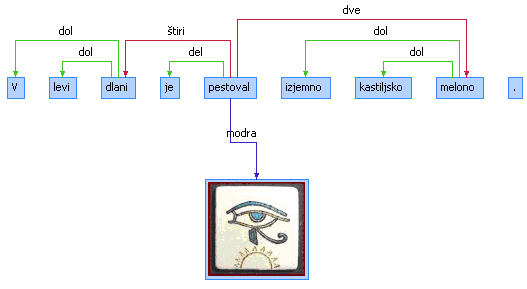 dve
dol štiri dol
dol del dol
V levi dlani je pestoval izjemno kastiljsko melono .
modra